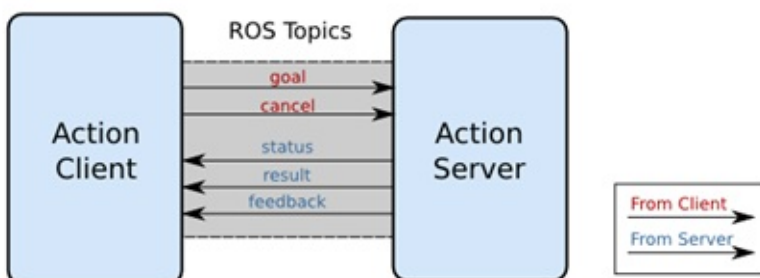 ROS Topics
goal
cancel
status
result
feedback
Action
Client
Action
Server
From Client
From Server